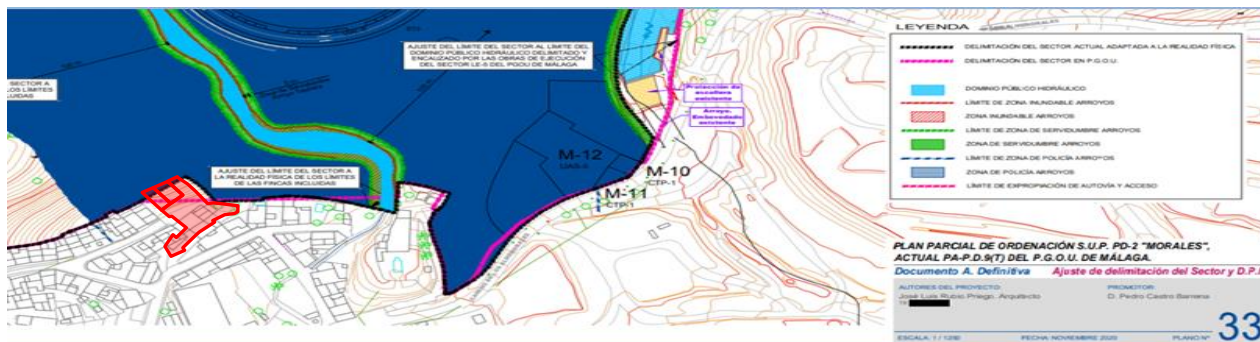 SECTOR A
LOS LÍMITES
LUIDAS
AJUSTE DEL LÍMITE DEL SECTOR AL LÍMITE DEL
DOMINIO PÚBLICO HIDRÁULICO DELIMITADO Y
ENCAUZADO POR LAS OBRAS DE EJECUCIÓN
DEL SECTOR LE-5 DEL PGOU DE MÁLAGA
Protección de
escollera
existente
Arroyo.
Embovedado
existente
AJUSTE DEL LÍMITE DEL SECTOR A
LA REALIDAD FÍSICA DE LOS LÍMITES
DE LAS FINCAS INCLUIDAS
M-12
UAS-6
M-10
CTP-1
M-11
CTP-1
LEYENDA
DELIMITACIÓN DEL SECTOR ACTUAL ADAPTADA A LA REALIDAD FÍSICA
DELIMITACIÓN DEL SECTOR EN P.G.O.U.
DOMINIO PÚBLICO HIDRÁULICO
LÍMITE DE ZONA INUNDABLE ARROYOS
ZONA INUNDABLE ARROYOS
LÍMITE DE ZONA DE SERVIDUMBRE ARROYOS
ZONA DE SERVIDUMBRE ARROYOS
LÍMITE DE ZONA DE POLICÍA ARROYOS
ZONA DE POLICÍA ARROYOS
LÍMITE DE EXPROPIACIÓN DE AUTOVÍA Y ACCESO
PLAN PARCIAL DE ORDENACIÓN S.U.P. PD-2 "MORALES",
ACTUAL PA-P.D.9(T) DEL P.G.O.U. DE MÁLAGA.
Documento A. Definitiva Ajuste de delimitación del Sector y D.P.
AUTORES DEL PROYECTO: PROMOTOR:
José Luis Rubio Priego. Arquitecto D. Pedro Castro Barrena
ESCALA: 1 / 1200 FECHA: NOVIEMBRE 2020 PLANO Nº 33